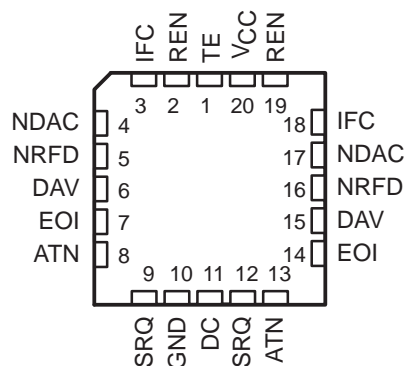 IFC REN TE VCC REN
3 2 1 20 19
NDAC 4 18 IFC
NRFD 5 17 NDAC
DAV 6 16 NRFD
EOI 7 15 DAV
ATN 8 14 EOI
9 10 11 12 13
SRQ GND DC SRQ ATN